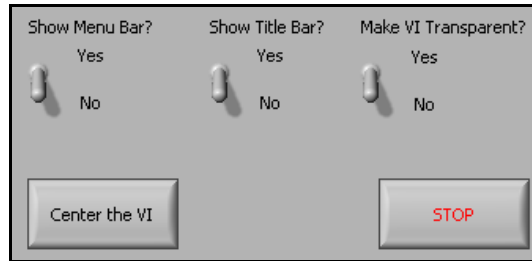 Show Menu Bar? Show Title Bar? Make VI Transparent?
Yes Yes Yes
No No No
Center the VI STOP